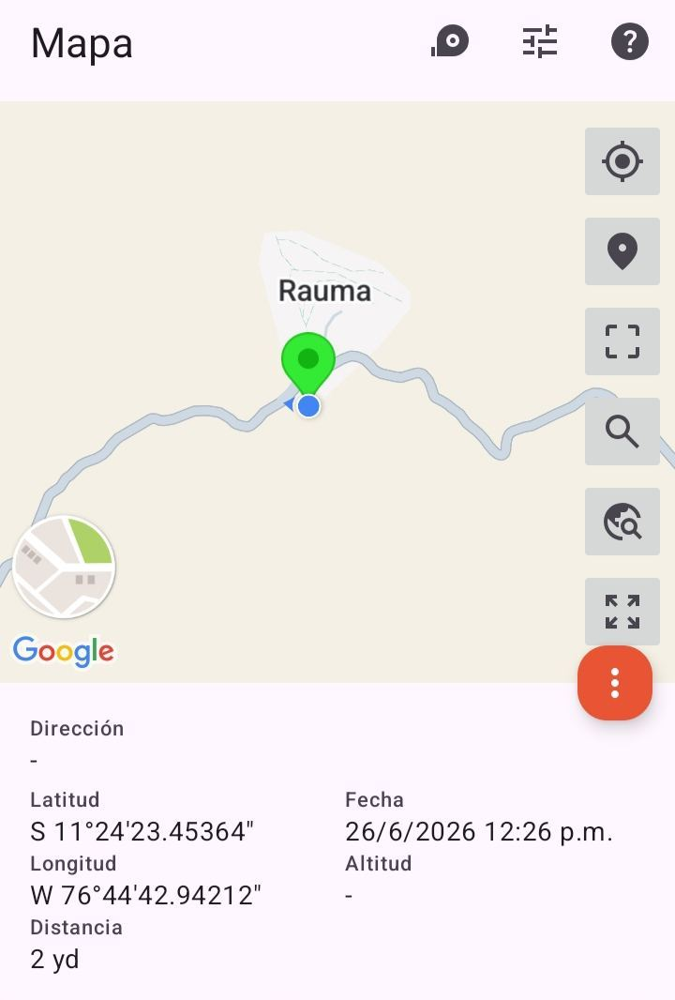 Mapa
Rauma
Google
Dirección
-
Latitud
S 11°24'23.45364"
Fecha
26/6/2026 12:26 p.m.
Longitud
W 76°44'42.94212"
Altitud
-
Distancia
2 yd